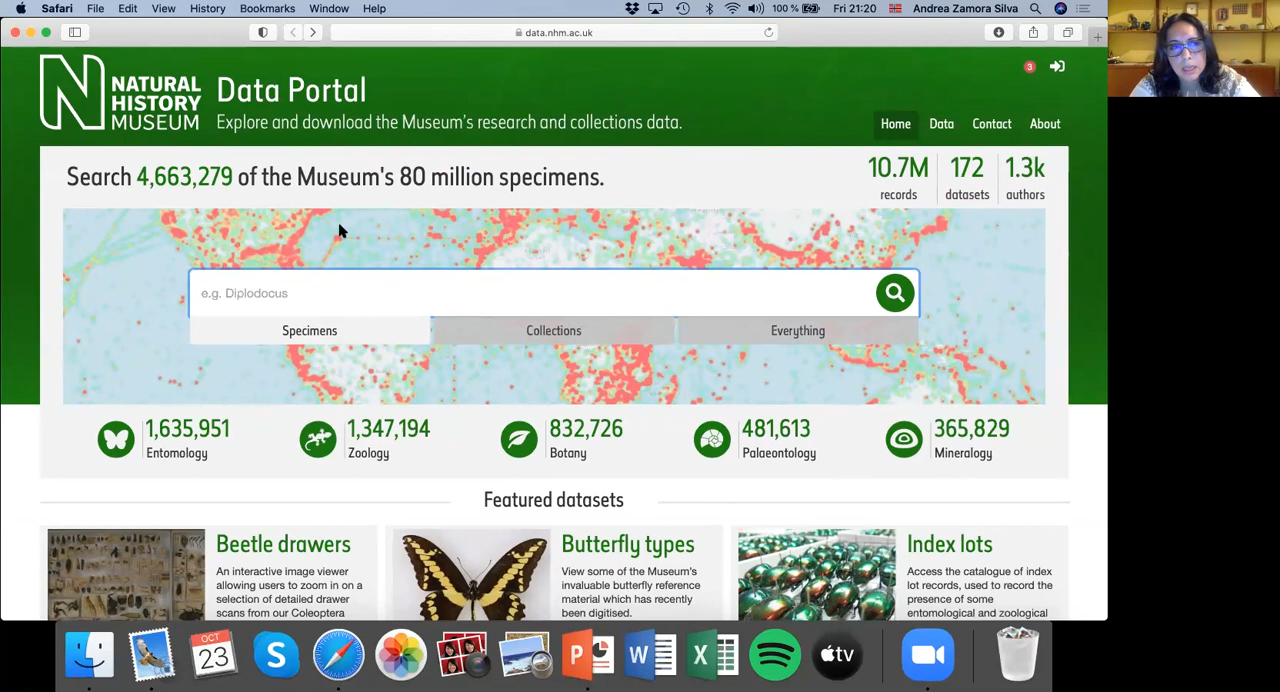 Safari File Edit View History Bookmarks Window Help 100 % Fri 21:20 Andrea Zamora Silva
data.nhm.ac.uk
NATURAL
HISTORY
MUSEUM
Data Portal
Explore and download the Museum's research and collections data.
3
Home Data Contact About
Search 4,663,279 of the Museum's 80 million specimens.
10.7M records
172 datasets
1.3k authors
e.g. Diplodocus
Specimens Collections Everything
1,635,951
Entomology
1,347,194
Zoology
832,726
Botany
481,613
Palaeontology
365,829
Mineralogy
Featured datasets
Beetle drawers
An interactive image viewer
allowing users to zoom in on a
selection of detailed drawer
scans from our Coleoptera
Butterfly types
View some of the Museum's
invaluable butterfly reference
material which has recently
been digitised.
Index lots
Access the catalogue of index
lot records, used to record the
presence of some
entomological and zoological
OCT
23
S
P
W
X
tv